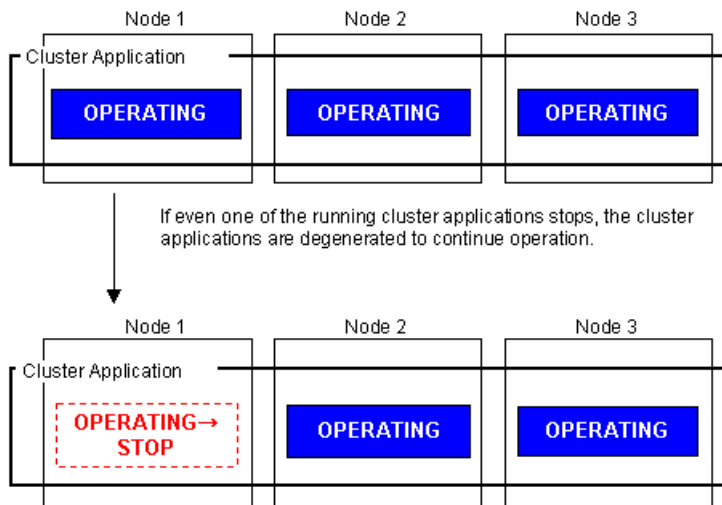 Node 1 Node 2 Node 3
Cluster Application
OPERATING OPERATING OPERATING
If even one of the running cluster applications stops, the cluster
applications are degenerated to continue operation.
Node 1 Node 2 Node 3
Cluster Application
OPERATING→
STOP
OPERATING OPERATING